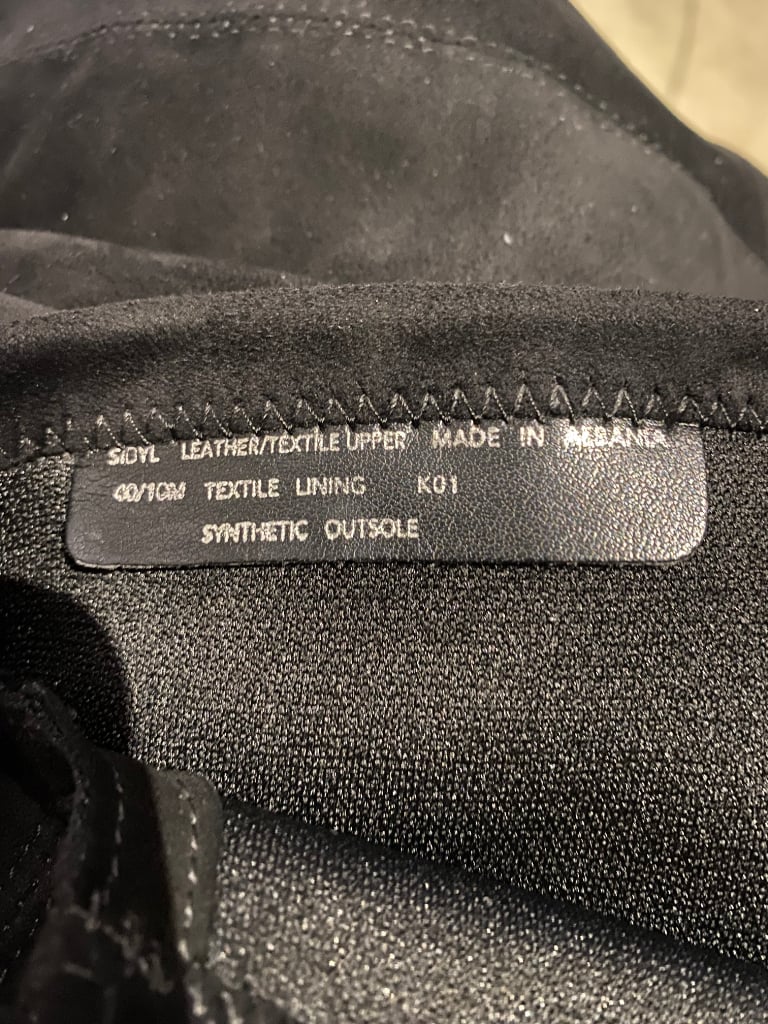 SIDYL LEATHER/TEXTILE UPPER MADE IN ALBANIA
40/10M TEXTILE LINING K01
SYNTHETIC OUTSOLE